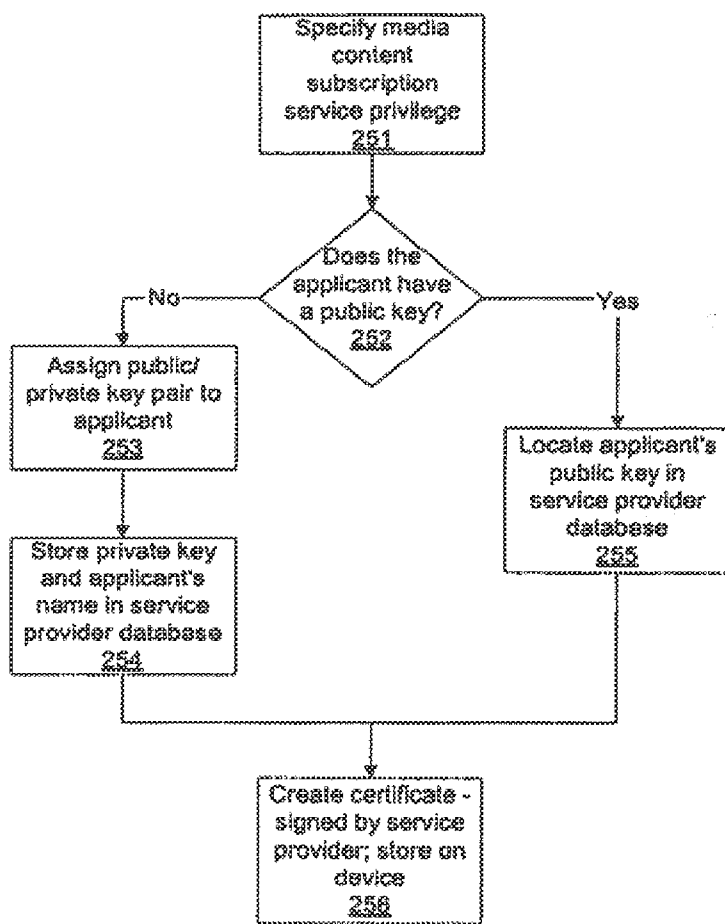 Specify media
content
subscription
service privilege
251
Does the
applicant have
a public key?
252
No
Yes
Assign public/
private key pair to
applicant
253
Locate applicant's
public key in
service provider
database
255
Store private key
and applicant's
name in service
provider database
254
Create certificate -
signed by service
provider; store on
device
256